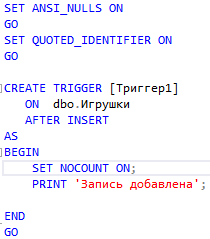 SET ANSI_NULLS ON
GO
SET QUOTED_IDENTIFIER ON
GO
CREATE TRIGGER [Триггер1]
ON dbo.Игрушки
AFTER INSERT
AS
BEGIN
SET NOCOUNT ON;
PRINT 'Запись добавлена';
END
GO